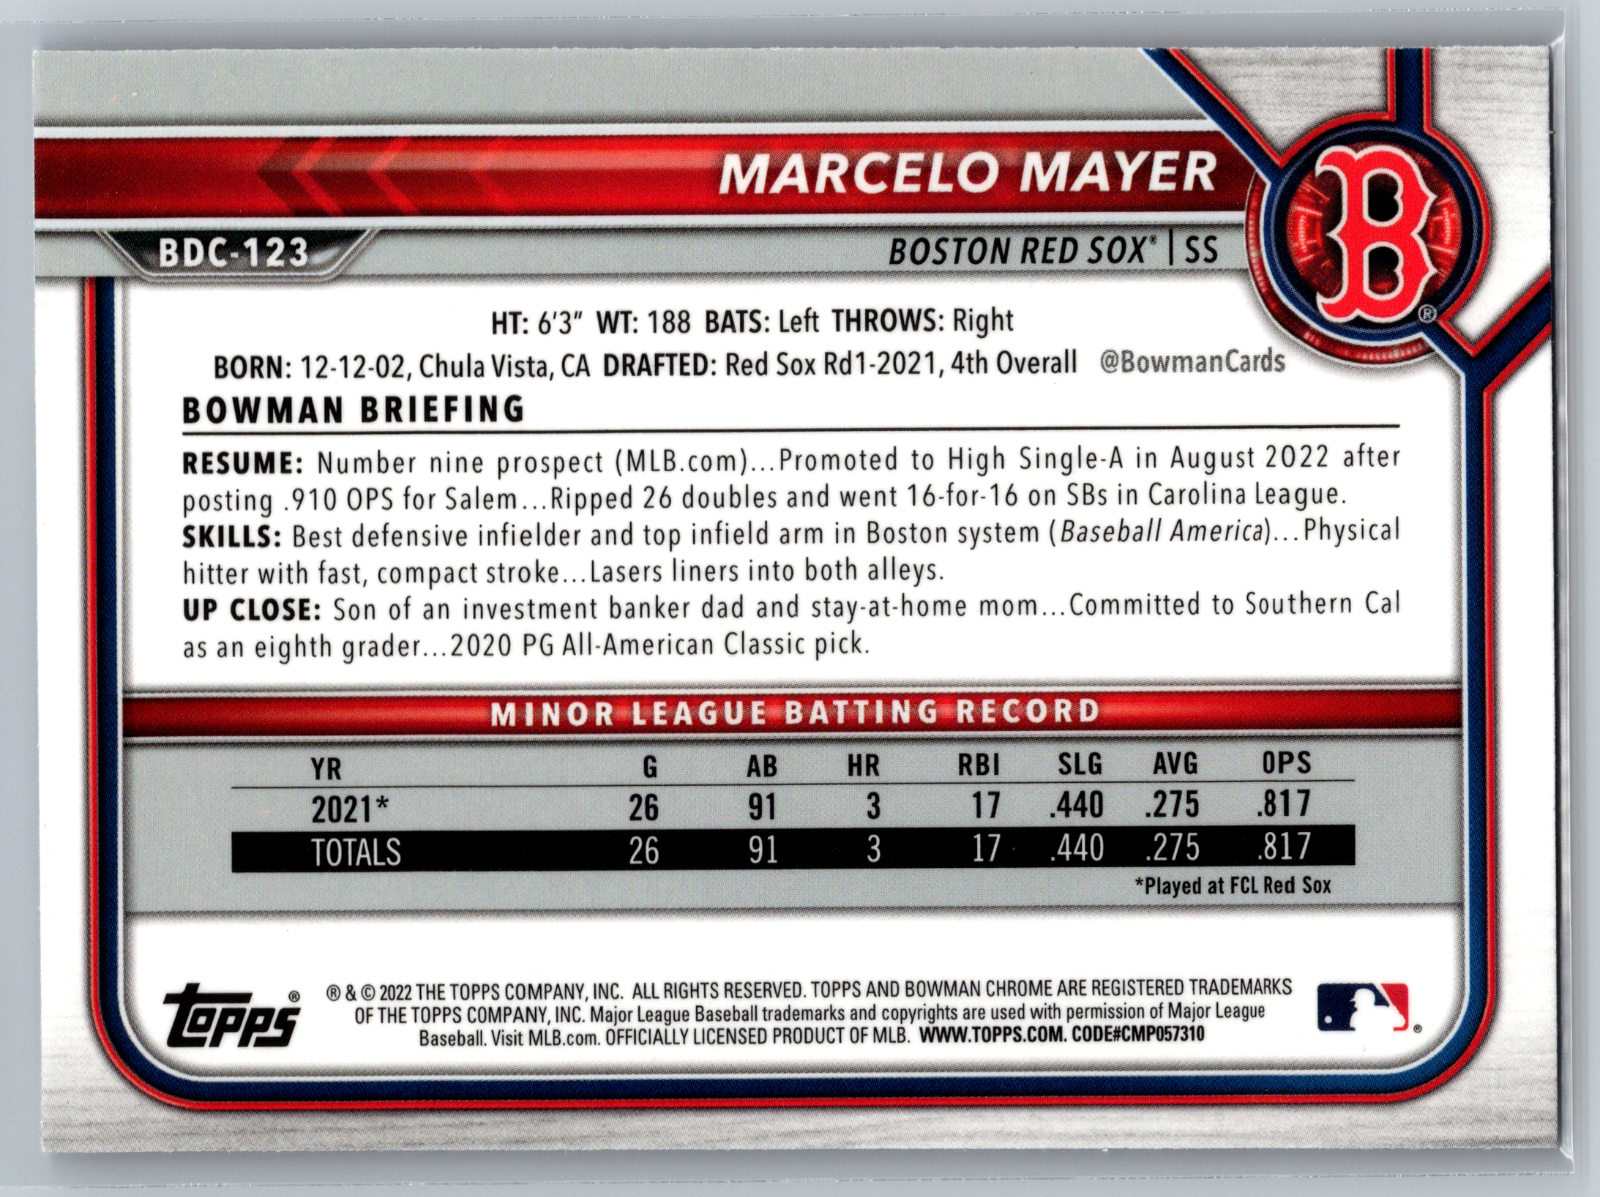 MARCELO MAYER
BDC-123
BOSTON RED SOX® | SS
B
®
HT: 6'3" WT: 188 BATS: Left THROWS: Right
BORN: 12-12-02, Chula Vista, CA DRAFTED: Red Sox Rd1-2021, 4th Overall @BowmanCards
BOWMAN BRIEFING
RESUME: Number nine prospect (MLB.com)...Promoted to High Single-A in August 2022 after
posting .910 OPS for Salem...Ripped 26 doubles and went 16-for-16 on SBs in Carolina League.
SKILLS: Best defensive infielder and top infield arm in Boston system (Baseball America)...Physical
hitter with fast, compact stroke...Lasers liners into both alleys.
UP CLOSE: Son of an investment banker dad and stay-at-home mom...Committed to Southern Cal
as an eighth grader...2020 PG All-American Classic pick.
MINOR LEAGUE BATTING RECORD
YR G AB HR RBI SLG AVG OPS
2021* 26 91 3 17 .440 .275 .817
TOTALS 26 91 3 17 .440 .275 .817
*Played at FCL Red Sox
Topps®
® & © 2022 THE TOPPS COMPANY, INC. ALL RIGHTS RESERVED. TOPPS AND BOWMAN CHROME ARE REGISTERED TRADEMARKS
OF THE TOPPS COMPANY, INC. Major League Baseball trademarks and copyrights are used with permission of Major League
Baseball. Visit MLB.com. OFFICIALLY LICENSED PRODUCT OF MLB. WWW.TOPPS.COM. CODE#CMP057310
®